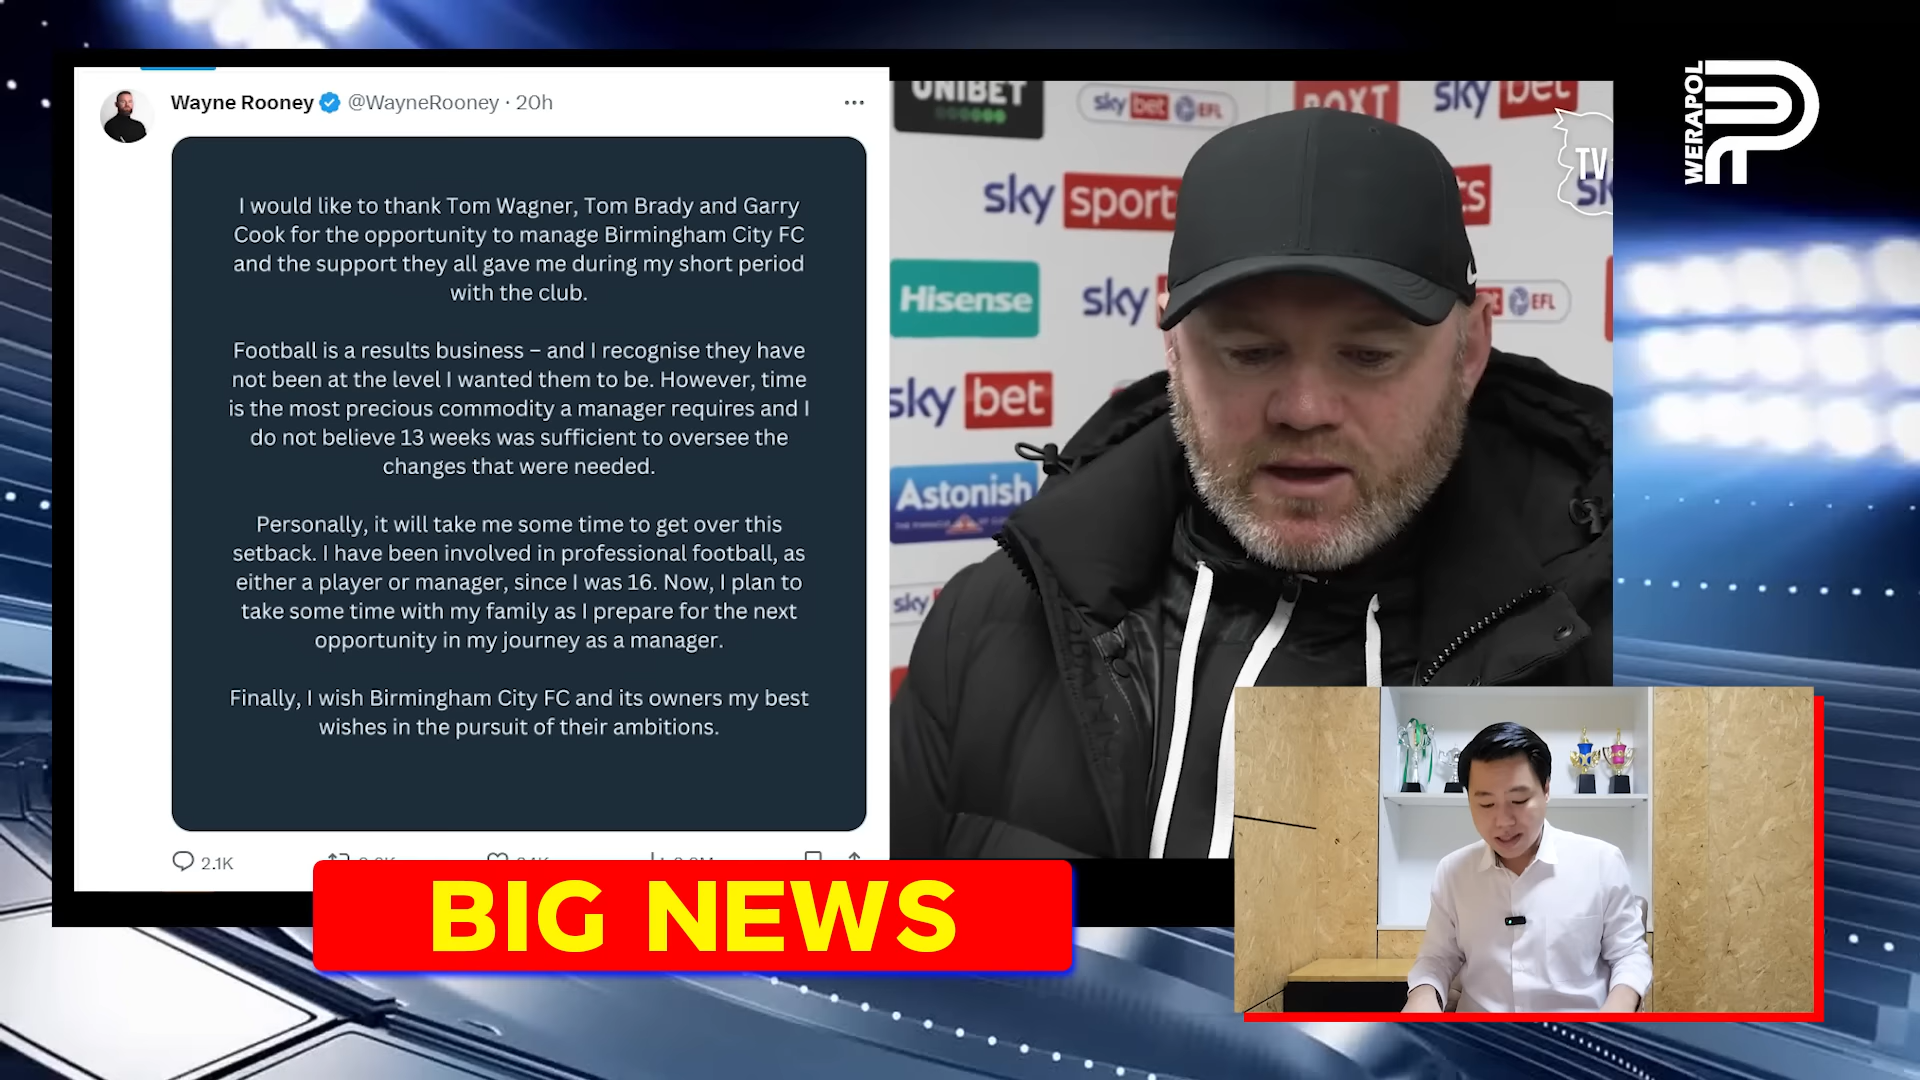 Wayne Rooney @WayneRooney · 20h
I would like to thank Tom Wagner, Tom Brady and Garry
Cook for the opportunity to manage Birmingham City FC
and the support they all gave me during my short period
with the club.
Football is a results business – and I recognise they have
not been at the level I wanted them to be. However, time
is the most precious commodity a manager requires and I
do not believe 13 weeks was sufficient to oversee the
changes that were needed.
Personally, it will take me some time to get over this
setback. I have been involved in professional football, as
either a player or manager, since I was 16. Now, I plan to
take some time with my family as I prepare for the next
opportunity in my journey as a manager.
Finally, I wish Birmingham City FC and its owners my best
wishes in the pursuit of their ambitions.
2.1K
UNIBET
sky bet EFL
sky bet
sky sports
TV
Hisense
sky
EFL
sky bet
Astonish
sky
WERAPOL
BIG NEWS